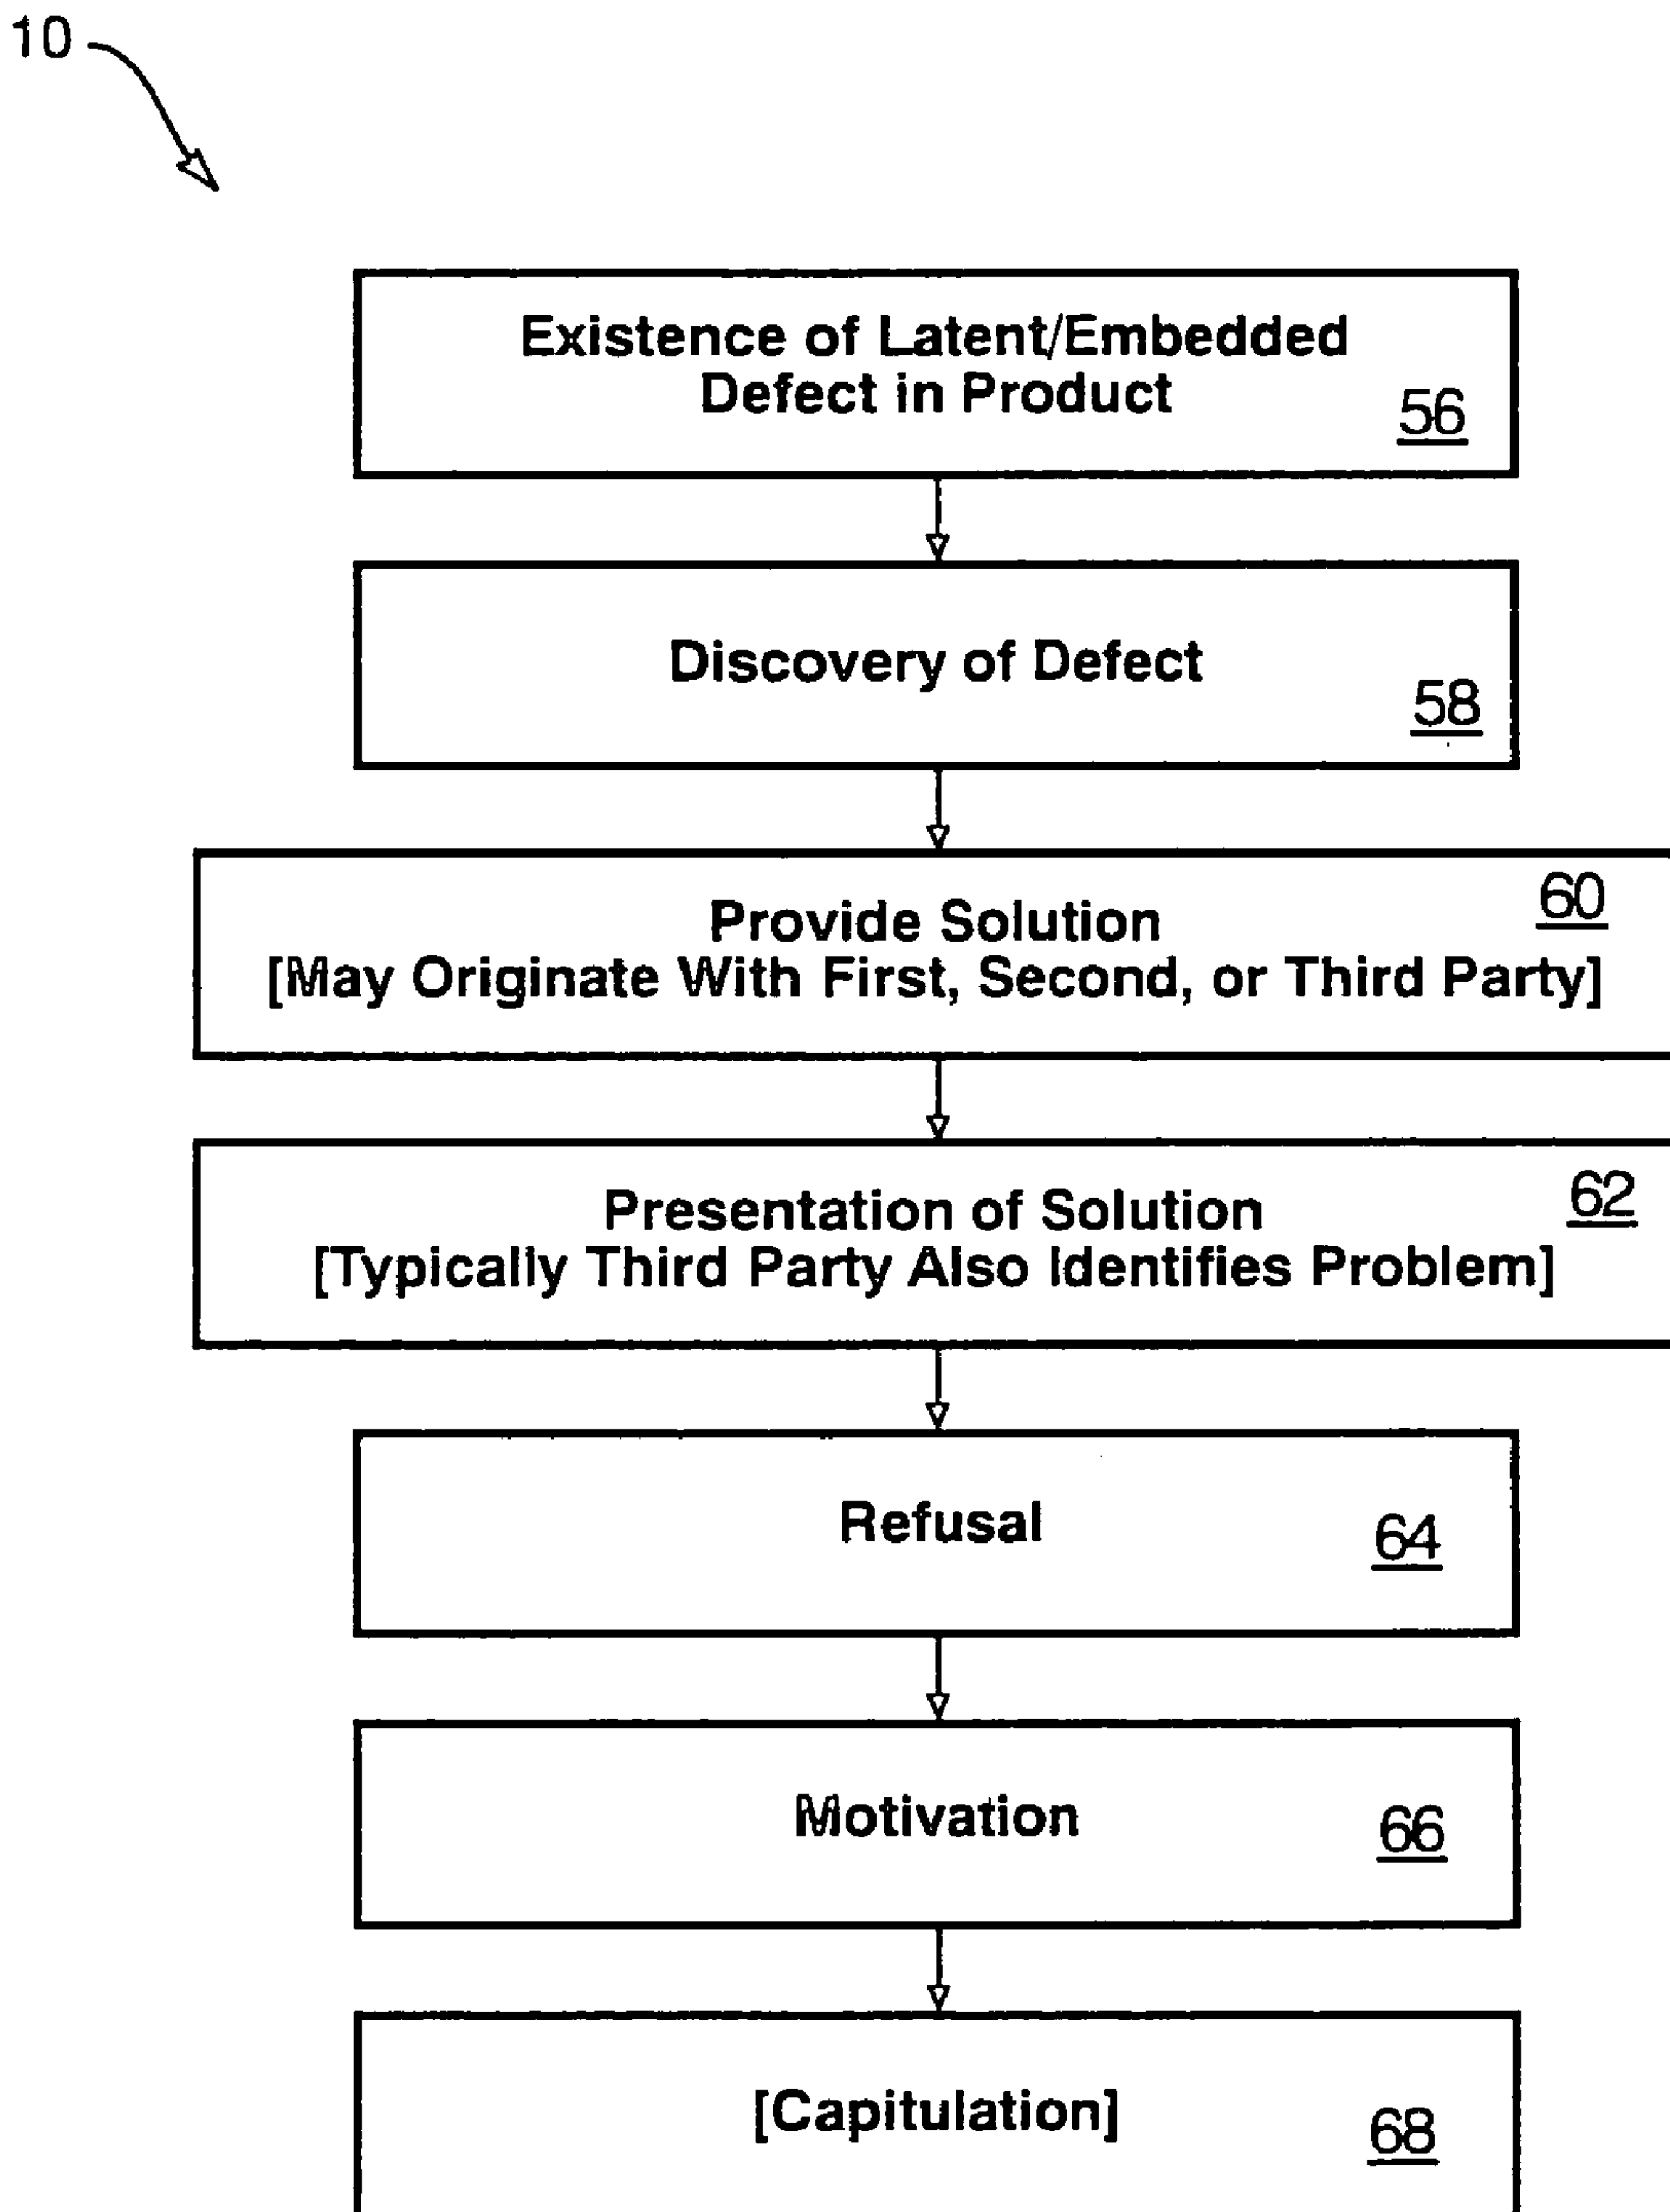 10
Existence of Latent/Embedded
Defect in Product
56
Discovery of Defect
58
60
Provide Solution
[May Originate With First, Second, or Third Party]
62
Presentation of Solution
[Typically Third Party Also Identifies Problem]
Refusal
64
Motivation
66
[Capitulation]
68